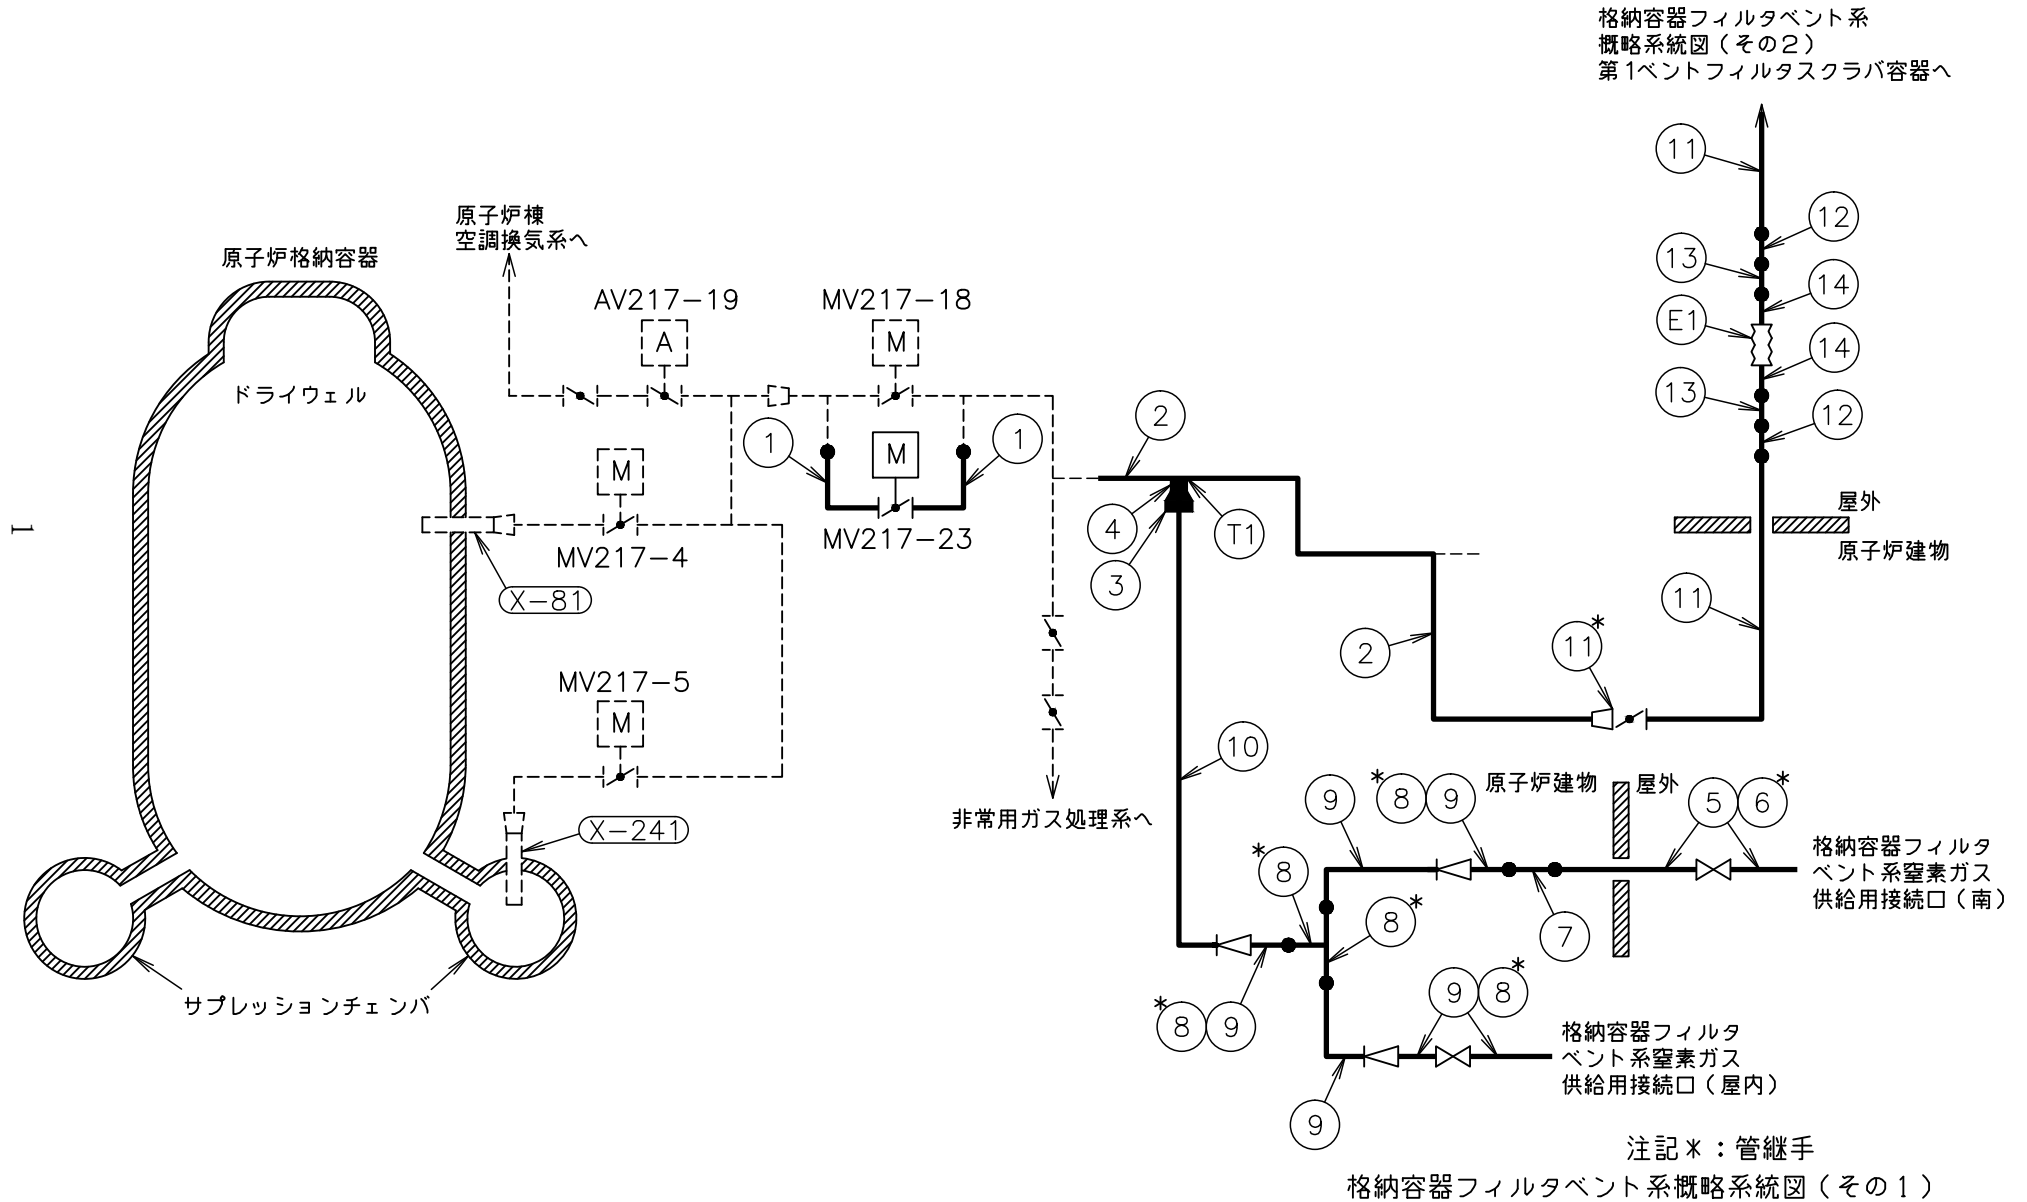 格納容器フィルタベント系
概略系統図（その２）
第１ベントフィルタスクラバ容器へ
11
12
13
14
E1
14
13
12
屋外
原子炉建物
11
原子炉棟
空調換気系へ
原子炉格納容器
ドライウェル
AV217-19
A
MV217-18
M
1
M
1
MV217-23
M
MV217-4
X-81
MV217-5
M
X-241
サプレッションチェンバ
2
4
T1
3
2
11
*
10
非常用ガス処理系へ
9
*
8
9
原子炉建物
屋外
5
6
*
格納容器フィルタ
ベント系窒素ガス
供給用接続口（南）
*
8
8
*
7
*
8
9
9
8
*
格納容器フィルタ
ベント系窒素ガス
供給用接続口（屋内）
9
注記＊：管継手
格納容器フィルタベント系概略系統図（その１）
1